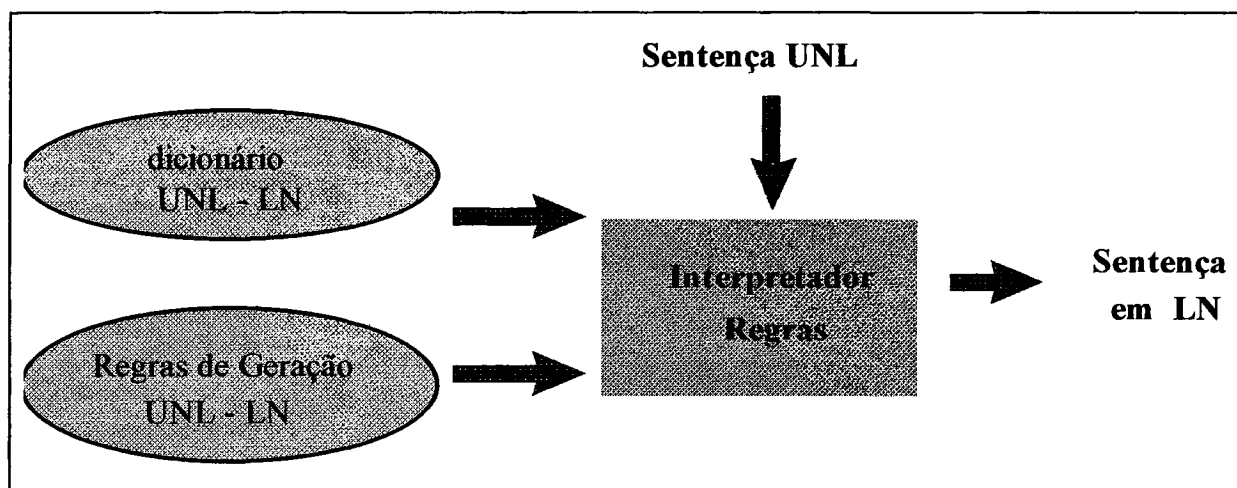 Sentença UNL
dicionário
UNL - LN
Interpretador
Regras
Sentença
em LN
Regras de Geração
UNL - LN